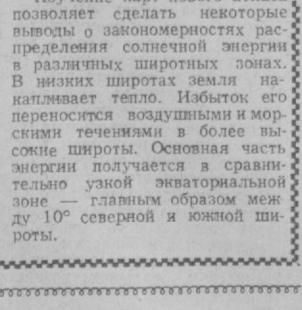 позволяет сделать некоторые
выводы о закономерностях рас-
пределения солнечной энергии
в различных широтных зонах.
В низких широтах земля на-
капливает тепло. Избыток его
переносится воздушными и мор-
скими течениями в более вы-
сокие широты. Основная часть
энергии получается в сравни-
тельно узкой экваториальной
зоне — главным образом меж-
ду 10° северной и южной ши-
роты.